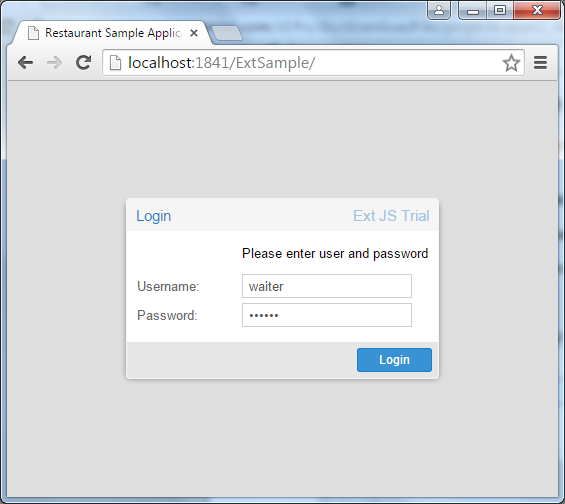 Restaurant Sample Applic
localhost:1841/ExtSample/
Login
Ext JS Trial
Please enter user and password
Username:
waiter
Password:
••••••
Login